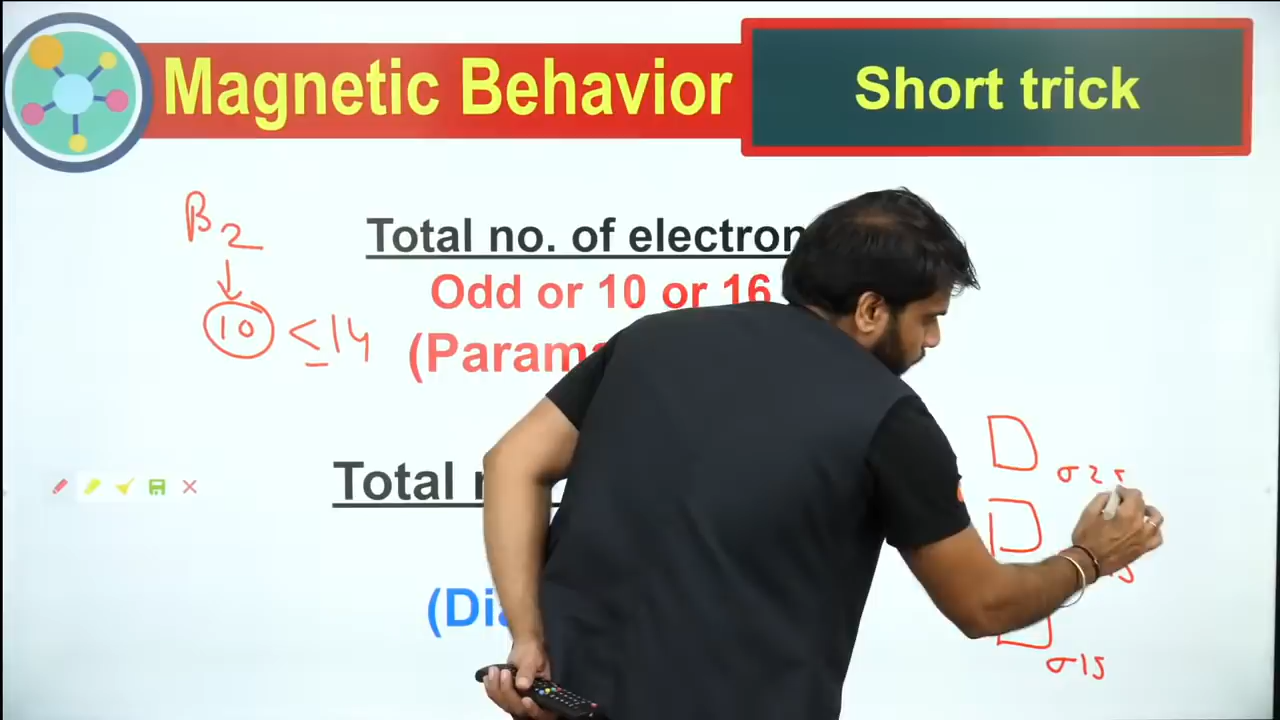 Magnetic Behavior
Short trick
B2
10 ≤ 14
Total no. of electron
Odd or 10 or 16
(Param
Total
(Dia
σ2s
σ1s